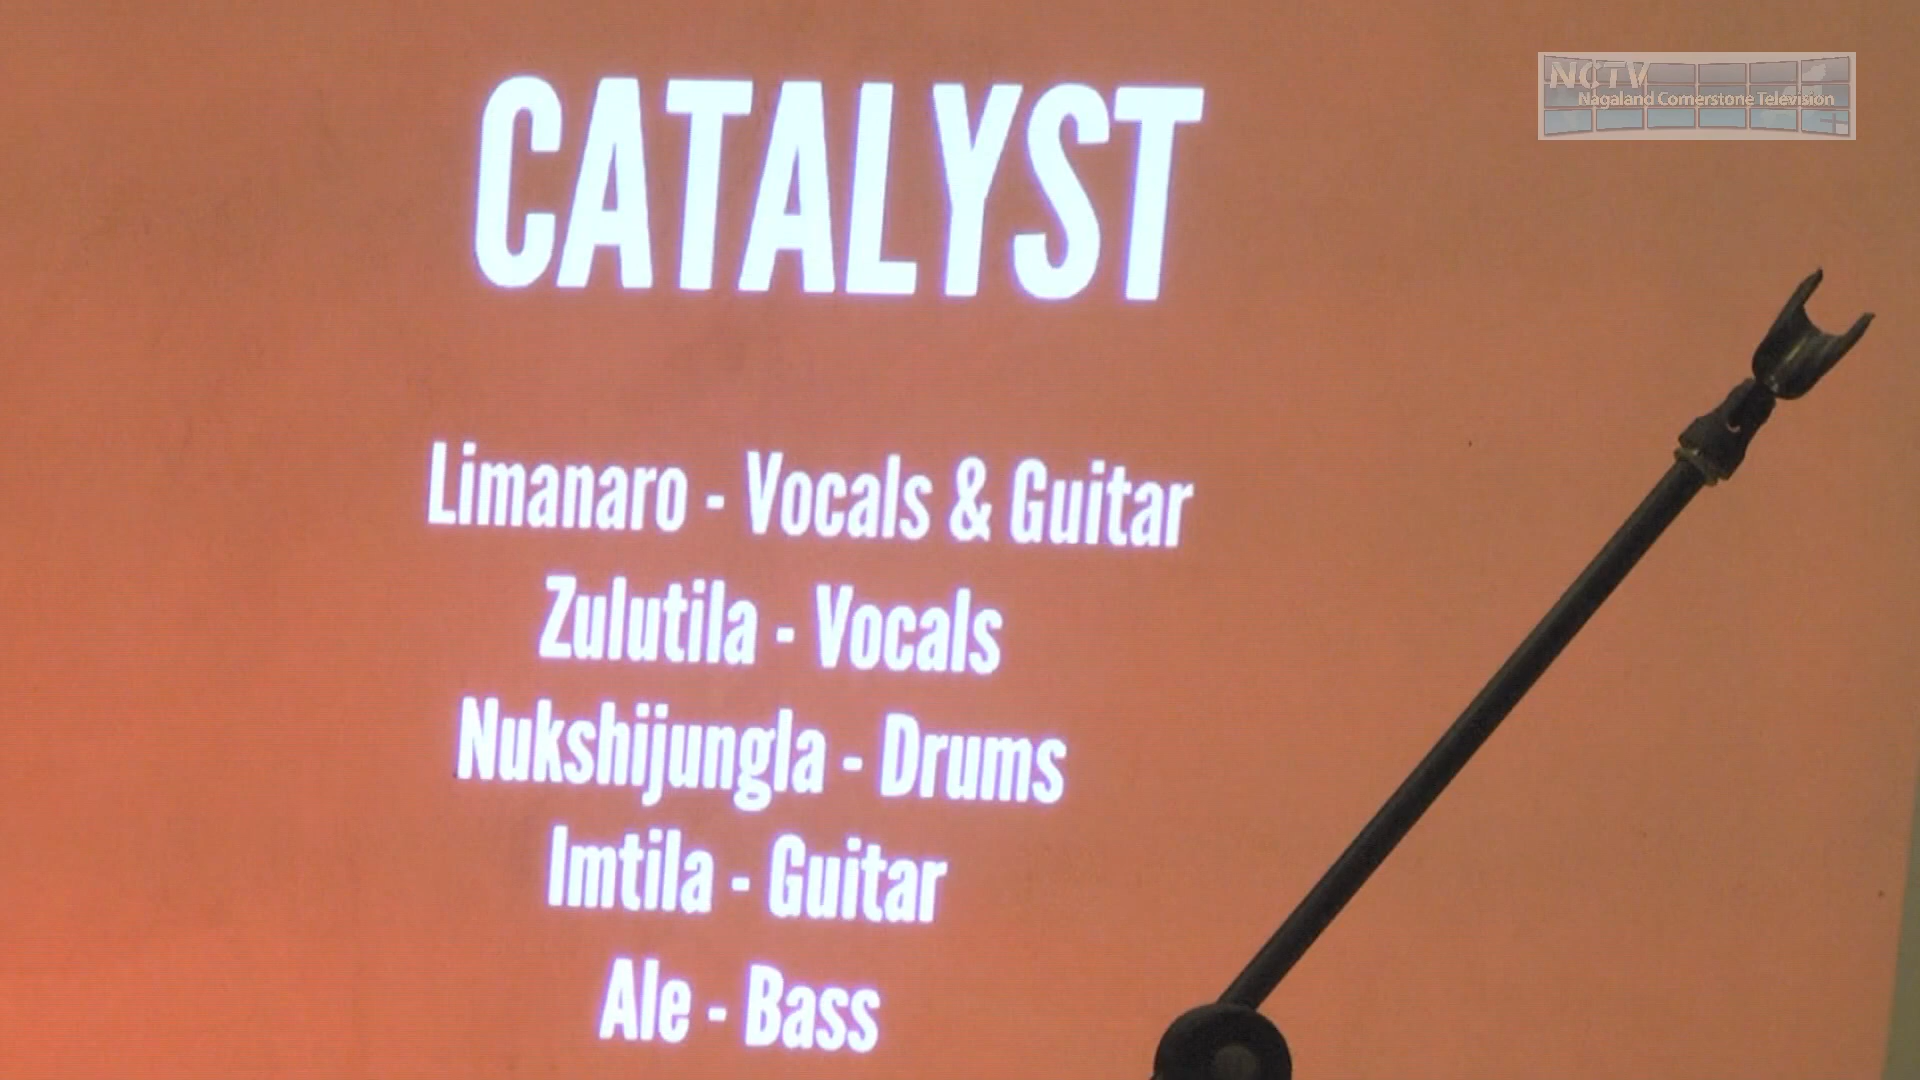 NCTV
Nagaland Cornerstone Television
CATALYST
Limanaro - Vocals & Guitar
Zulutila - Vocals
Nukshijungla - Drums
Imtila - Guitar
Ale - Bass